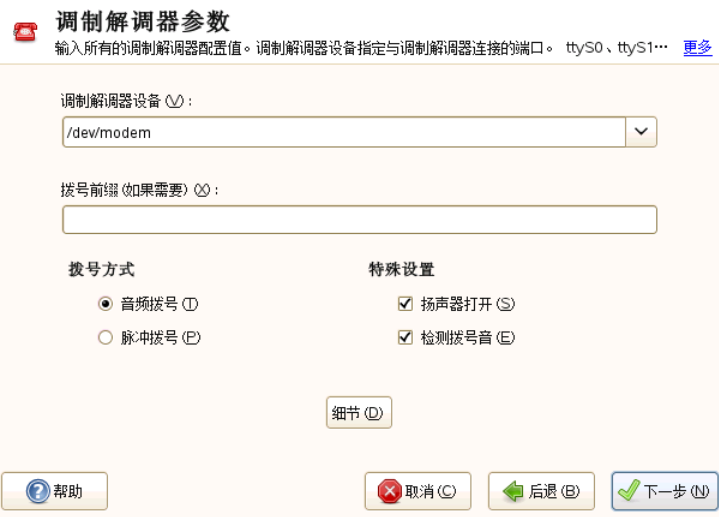 调制解调器参数
输入所有的调制解调器配置值。调制解调器设备指定与调制解调器连接的端口。 ttyS0、ttyS1… 更多
调制解调器设备(V)：
/dev/modem
拨号前缀(如果需要)(X)：
拨号方式 特殊设置
音频拨号(T) 扬声器打开(S)
脉冲拨号(P) 检测拨号音(E)
细节(D)
帮助 取消(C) 后退(B) 下一步(N)